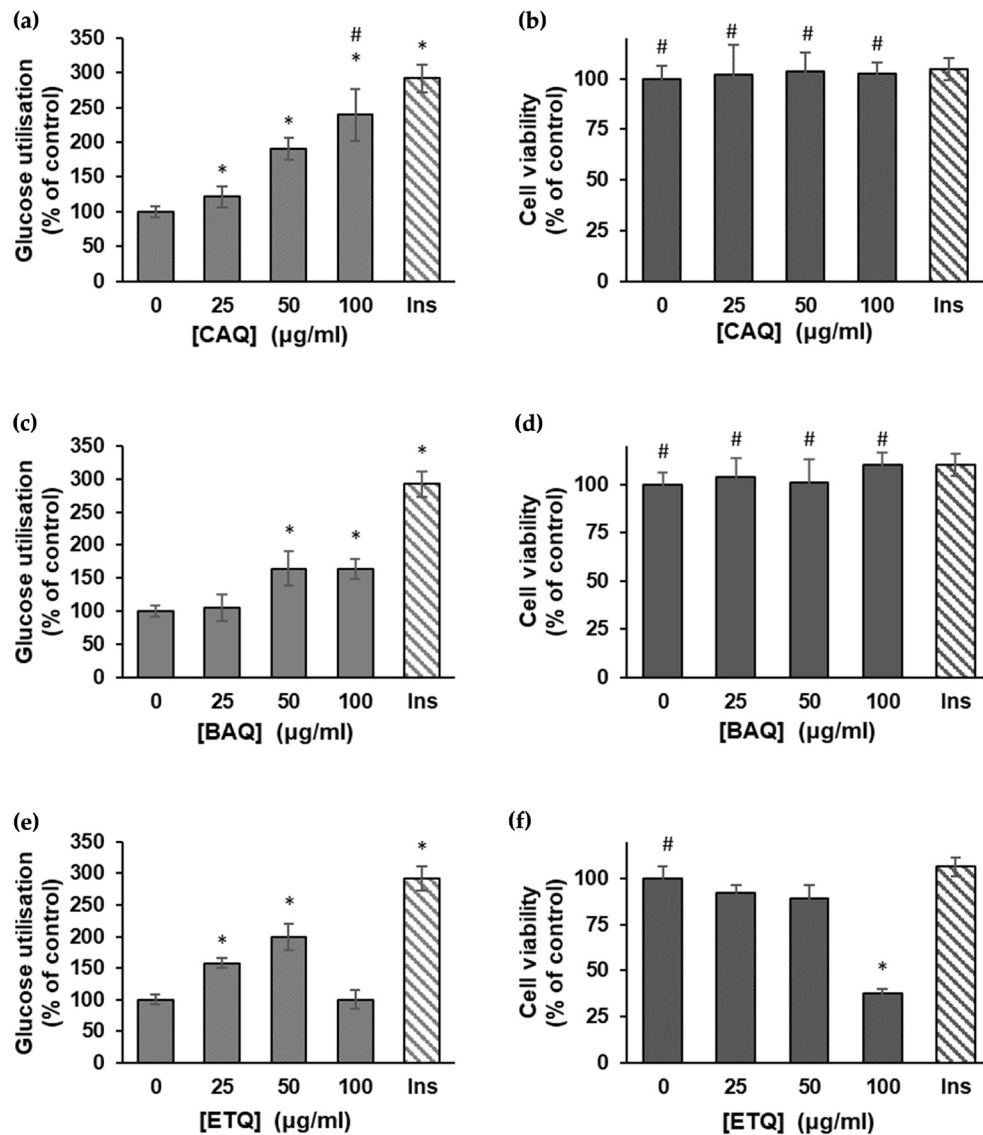 (a)
Glucose utilisation
(% of control)
350
300
250
200
150
100
50
0
*
*
#
*
*
0 25 50 100 Ins
[CAQ] (µg/ml)
(b)
Cell viability
(% of control)
100
75
50
25
0
# # # #
0 25 50 100 Ins
[CAQ] (µg/ml)
(c)
Glucose utilisation
(% of control)
350
300
250
200
150
100
50
0
* * *
0 25 50 100 Ins
[BAQ] (µg/ml)
(d)
Cell viability
(% of control)
100
75
50
25
0
# # # #
0 25 50 100 Ins
[BAQ] (µg/ml)
(e)
Glucose utilisation
(% of control)
350
300
250
200
150
100
50
0
* * *
0 25 50 100 Ins
[ETQ] (µg/ml)
(f)
Cell viability
(% of control)
100
75
50
25
0
# *
0 25 50 100 Ins
[ETQ] (µg/ml)